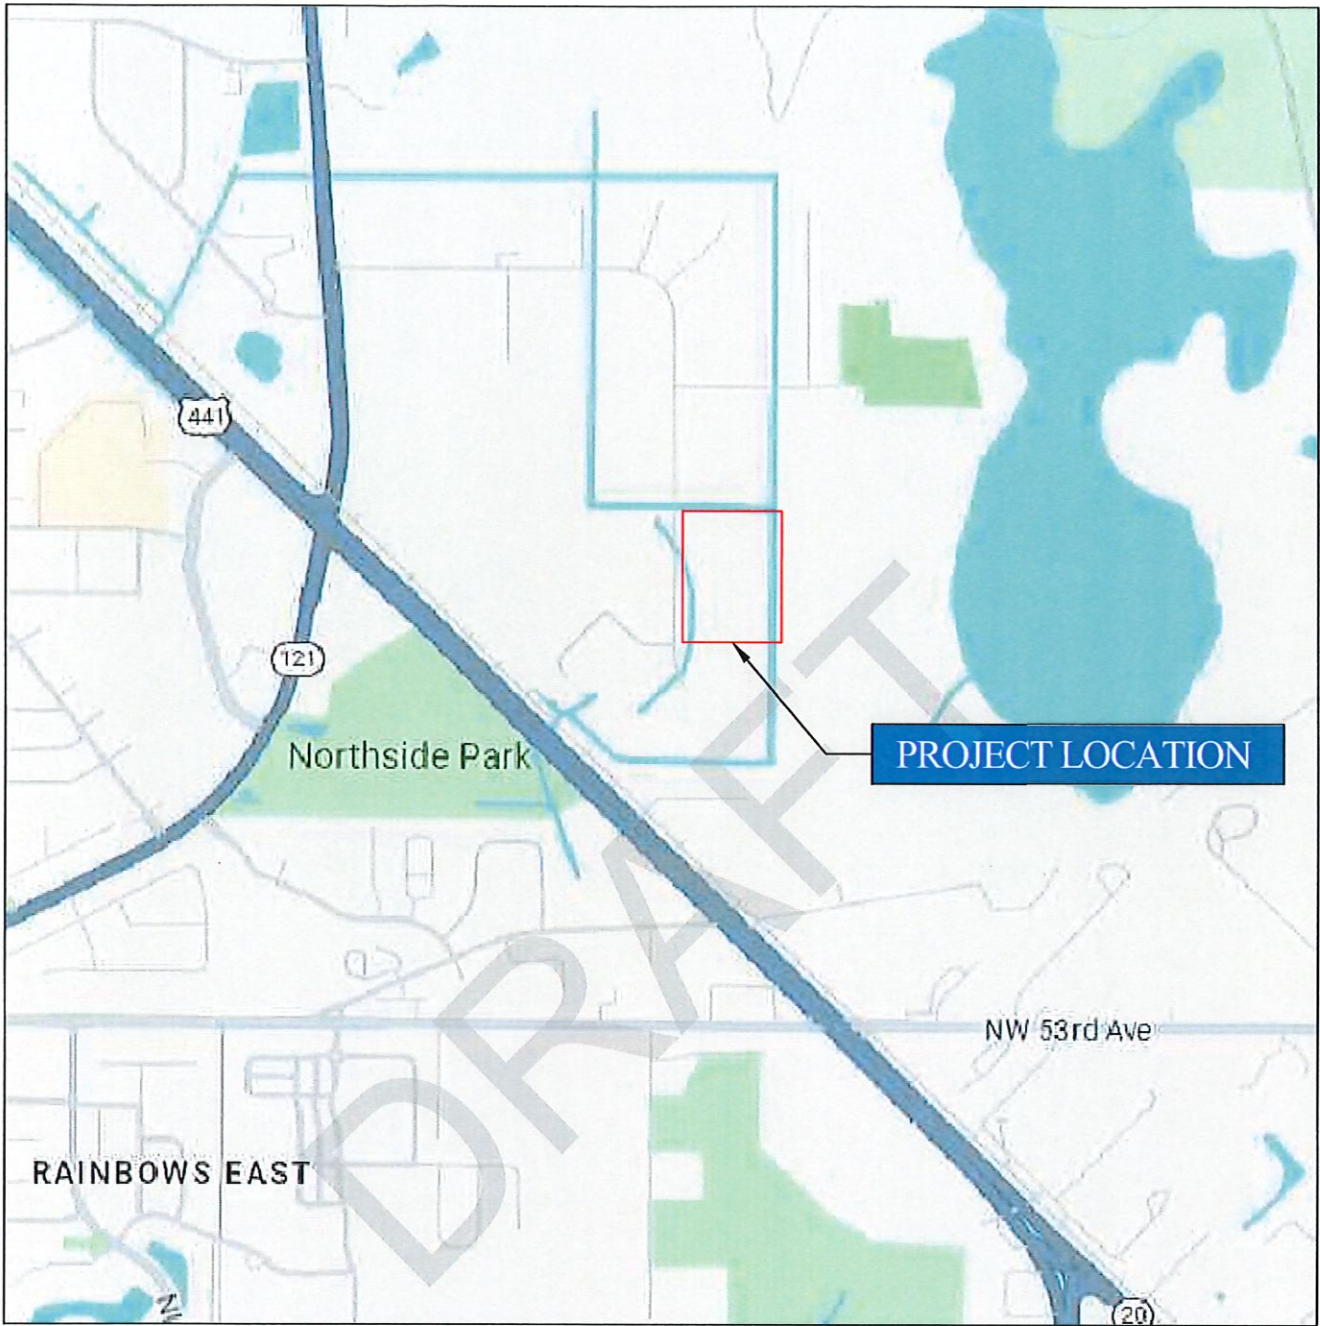 441
121
Northside Park
PROJECT LOCATION
DRAFT
NW 53rd Ave
RAINBOWS EAST
20